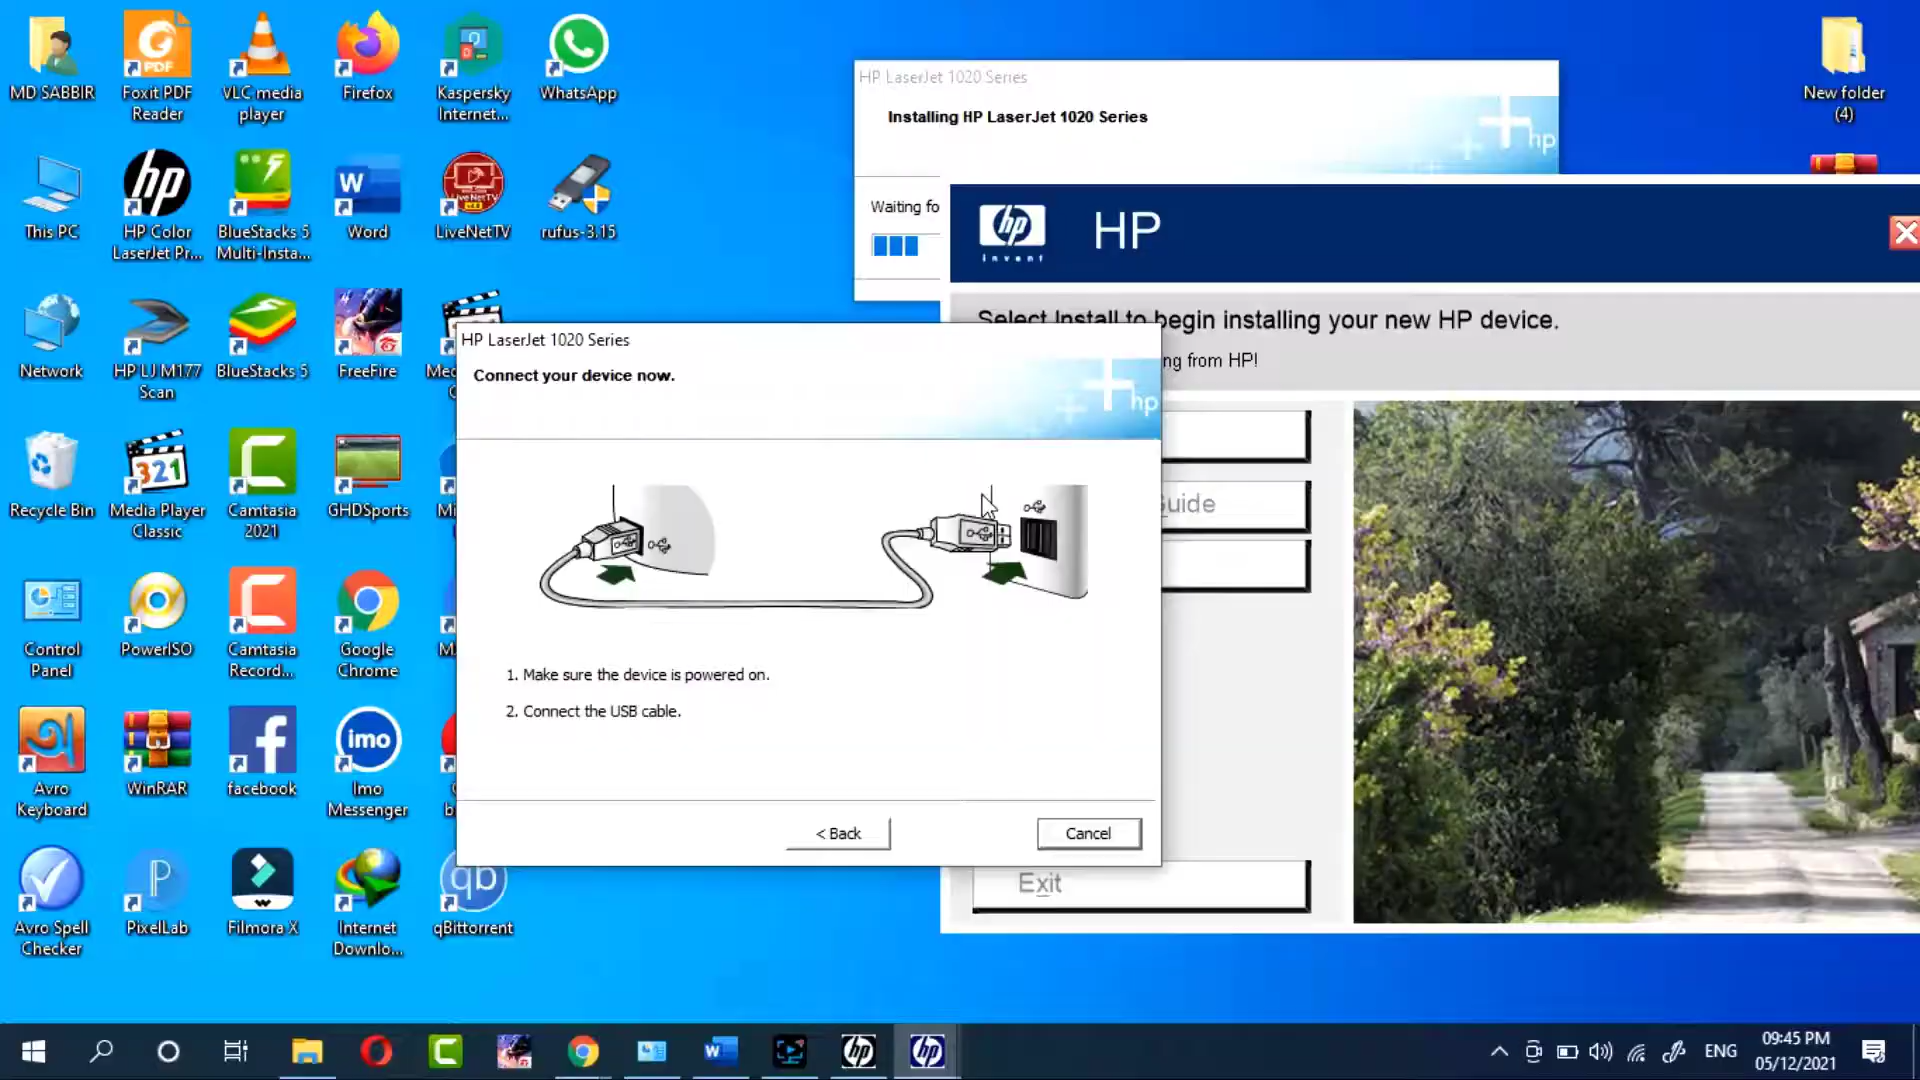 MD SABBIR
Foxit PDF
Reader
VLC media
player
Firefox
Kaspersky
Internet...
WhatsApp
New folder
(4)
This PC
HP Color
LaserJet Pr...
BlueStacks 5
Multi-Insta...
Word
LiveNetTV
rufus-3.15
Network
HP LJ M177
Scan
BlueStacks 5
FreeFire
Recycle Bin
Media Player
Classic
Camtasia
2021
GHDSports
Control
Panel
PowerISO
Camtasia
Record...
Google
Chrome
Avro
Keyboard
WinRAR
facebook
Imo
Messenger
Avro Spell
Checker
PixelLab
Filmora X
Internet
Downlo...
qBittorrent
HP LaserJet 1020 Series
Installing HP LaserJet 1020 Series
hp
Waiting fo
hp
invent
HP
Select Install to begin installing your new HP device.
ng from HP!
Guide
Exit
HP LaserJet 1020 Series
Connect your device now.
hp
1. Make sure the device is powered on.
2. Connect the USB cable.
< Back
Cancel
ENG
09:45 PM
05/12/2021